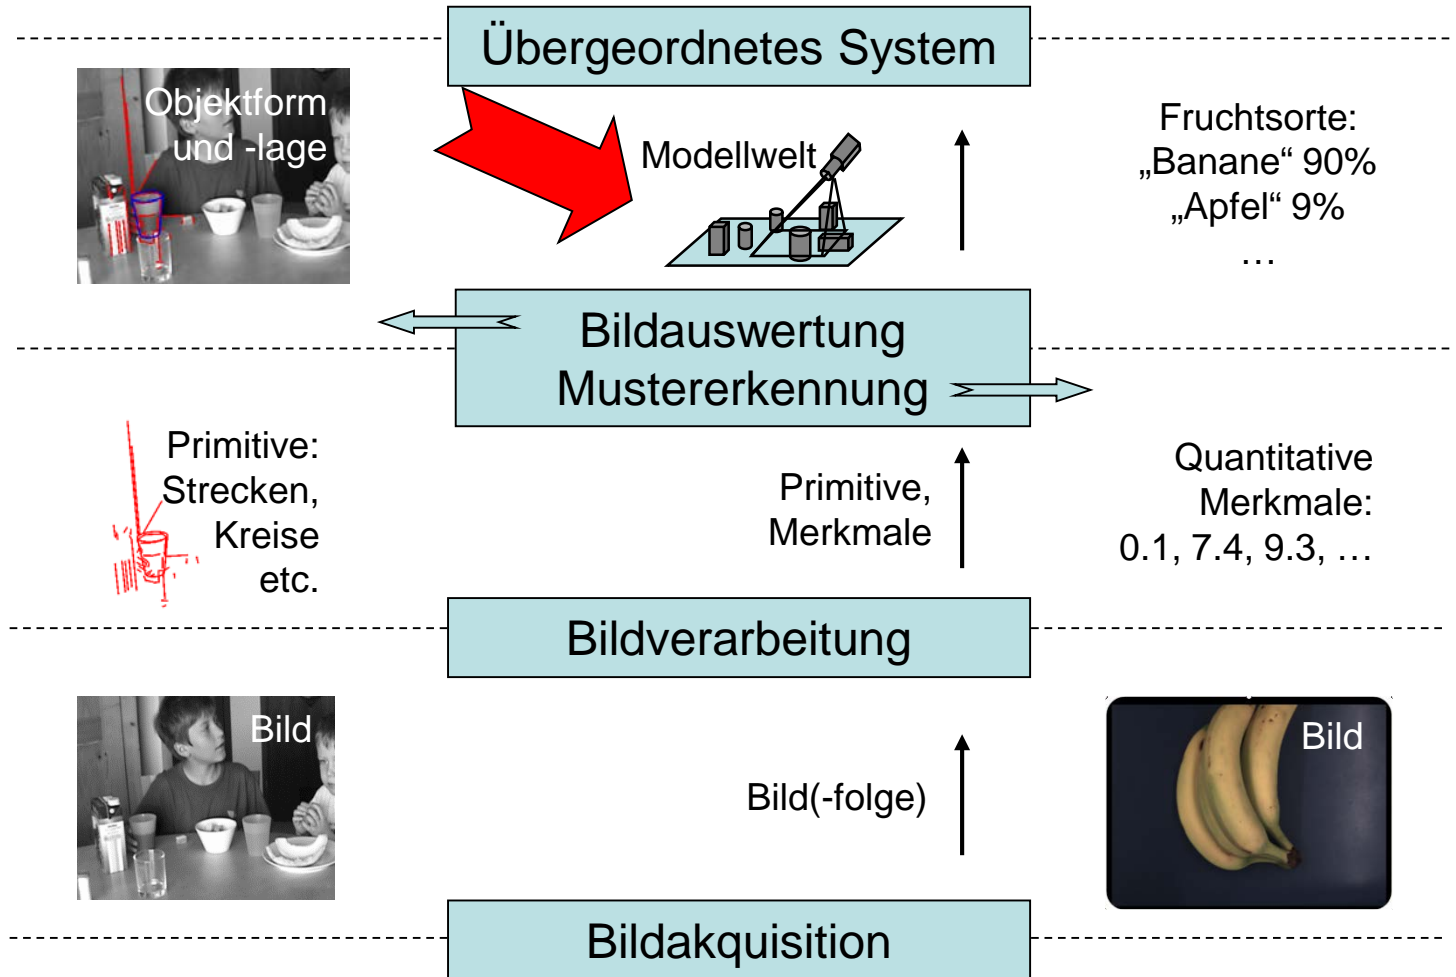 Übergeordnetes System
Objektform
und -lage
Modellwelt
Fruchtsorte:
„Banane“ 90%
„Apfel“ 9%
…
Bildauswertung
Mustererkennung
Primitive:
Strecken,
Kreise
etc.
Primitive,
Merkmale
Quantitative
Merkmale:
0.1, 7.4, 9.3, …
Bildverarbeitung
Bild
Bild(-folge)
Bild
Bildakquisition